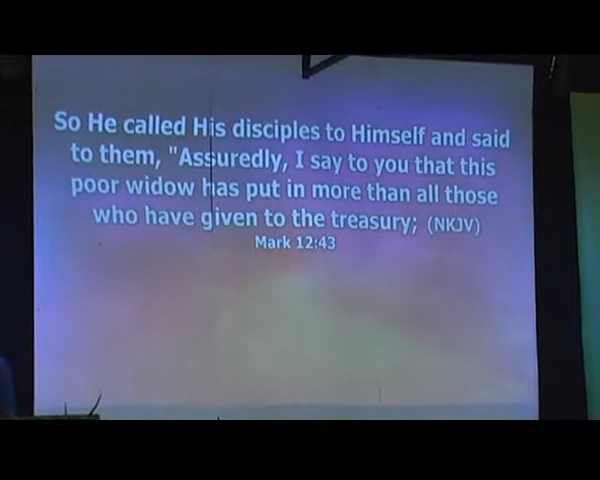 So He called His disciples to Himself and said
to them, "Assuredly, I say to you that this
poor widow has put in more than all those
who have given to the treasury; (NKJV)
Mark 12:43